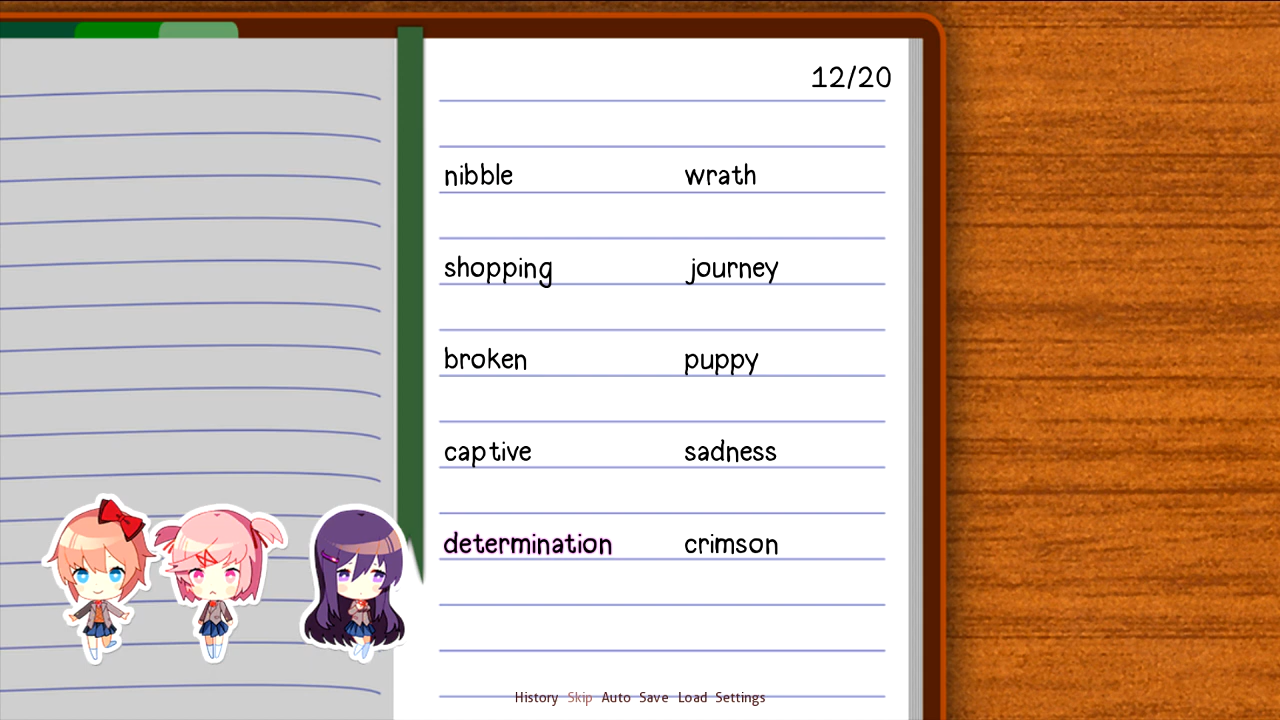 12/20
nibble wrath
shopping journey
broken puppy
captive sadness
determination crimson
History Skip Auto Save Load Settings